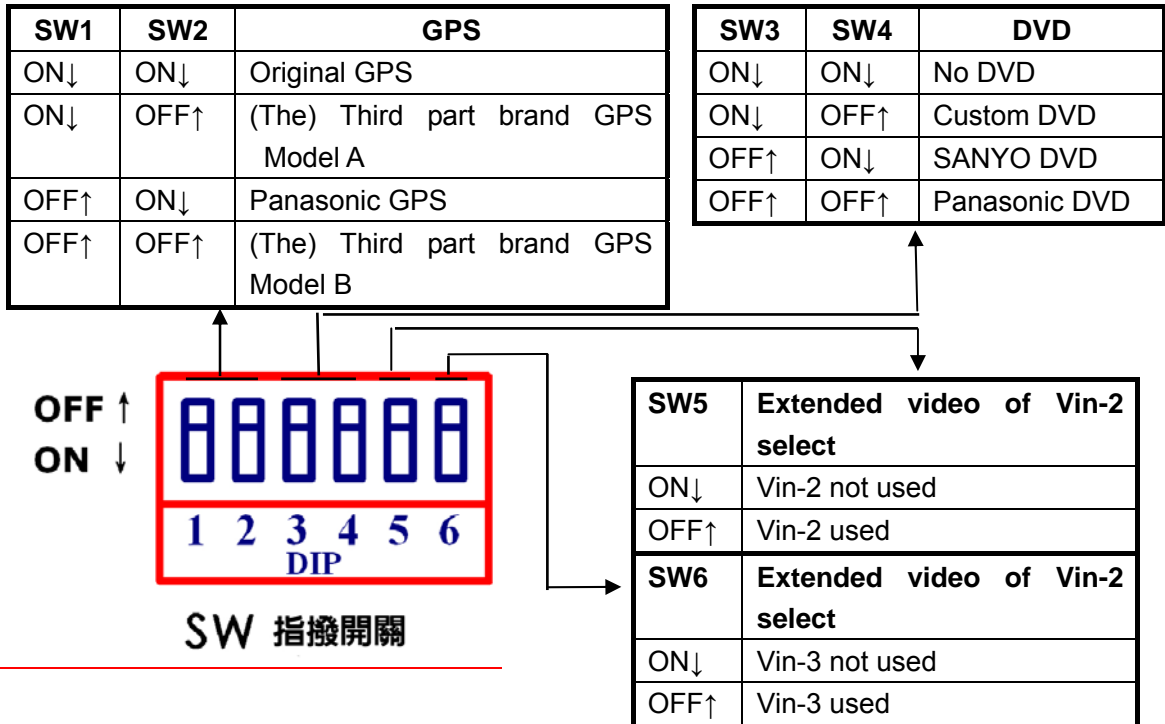 SW1 SW2 GPS
ON↓ ON↓ Original GPS
ON↓ OFF↑ (The) Third part brand GPS
Model A
OFF↑ ON↓ Panasonic GPS
OFF↑ OFF↑ (The) Third part brand GPS
Model B
SW3 SW4 DVD
ON↓ ON↓ No DVD
ON↓ OFF↑ Custom DVD
OFF↑ ON↓ SANYO DVD
OFF↑ OFF↑ Panasonic DVD
OFF ↑
ON ↓
1 2 3 4 5 6
DIP
SW 指撥開關
SW5 Extended video of Vin-2
select
ON↓ Vin-2 not used
OFF↑ Vin-2 used
SW6 Extended video of Vin-2
select
ON↓ Vin-3 not used
OFF↑ Vin-3 used